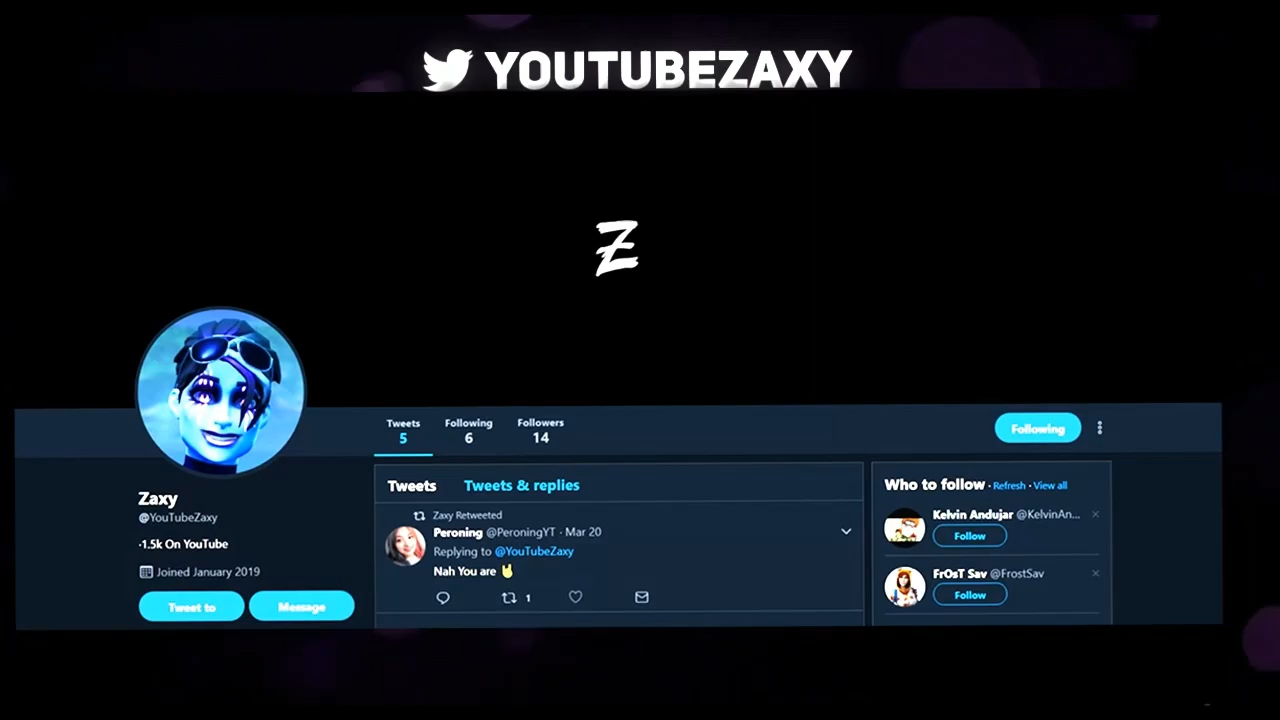 YOUTUBEZAXY
Z
Tweets
5
Following
6
Followers
14
Following
Zaxy
@YouTubeZaxy
·1.5k On YouTube
Joined January 2019
Tweet to
Message
Tweets
Tweets & replies
Zaxy Retweeted
Peroning @PeroningYT · Mar 20
Replying to @YouTubeZaxy
Nah You are 🤘
1
Who to follow · Refresh · View all
Kelvin Andujar @KelvinAn...
Follow
FrOsT Sav @FrostSav
Follow